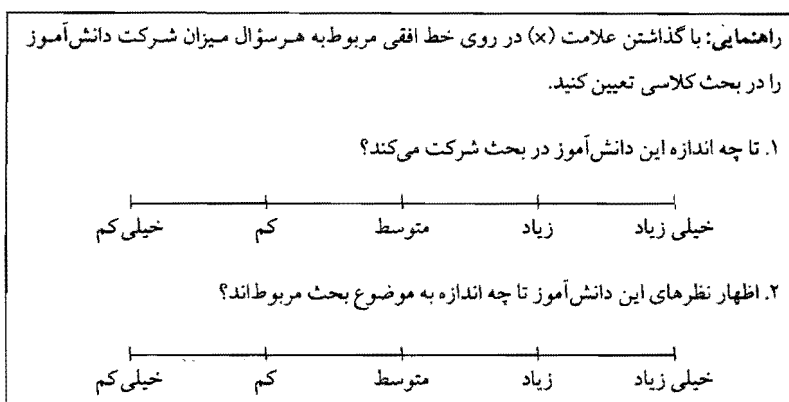 راهنمایی: با گذاشتن علامت (×) در روی خط افقی مربوط به هر سؤال میزان شرکت دانش‌آموز
را در بحث کلاسی تعیین کنید.
۱. تا چه اندازه این دانش‌آموز در بحث شرکت می‌کند؟
خیلی زیاد زیاد متوسط کم خیلی کم
۲. اظهار نظرهای این دانش‌آموز تا چه اندازه به موضوع بحث مربوط‌اند؟
خیلی زیاد زیاد متوسط کم خیلی کم